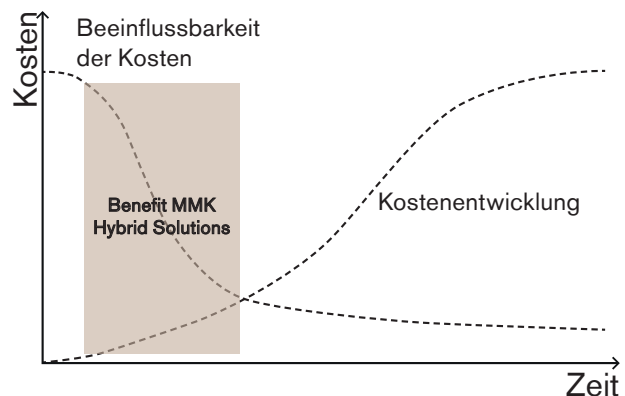 Beeinflussbarkeit
der Kosten
Kosten
Benefit MMK
Hybrid Solutions
Kostenentwicklung
Zeit